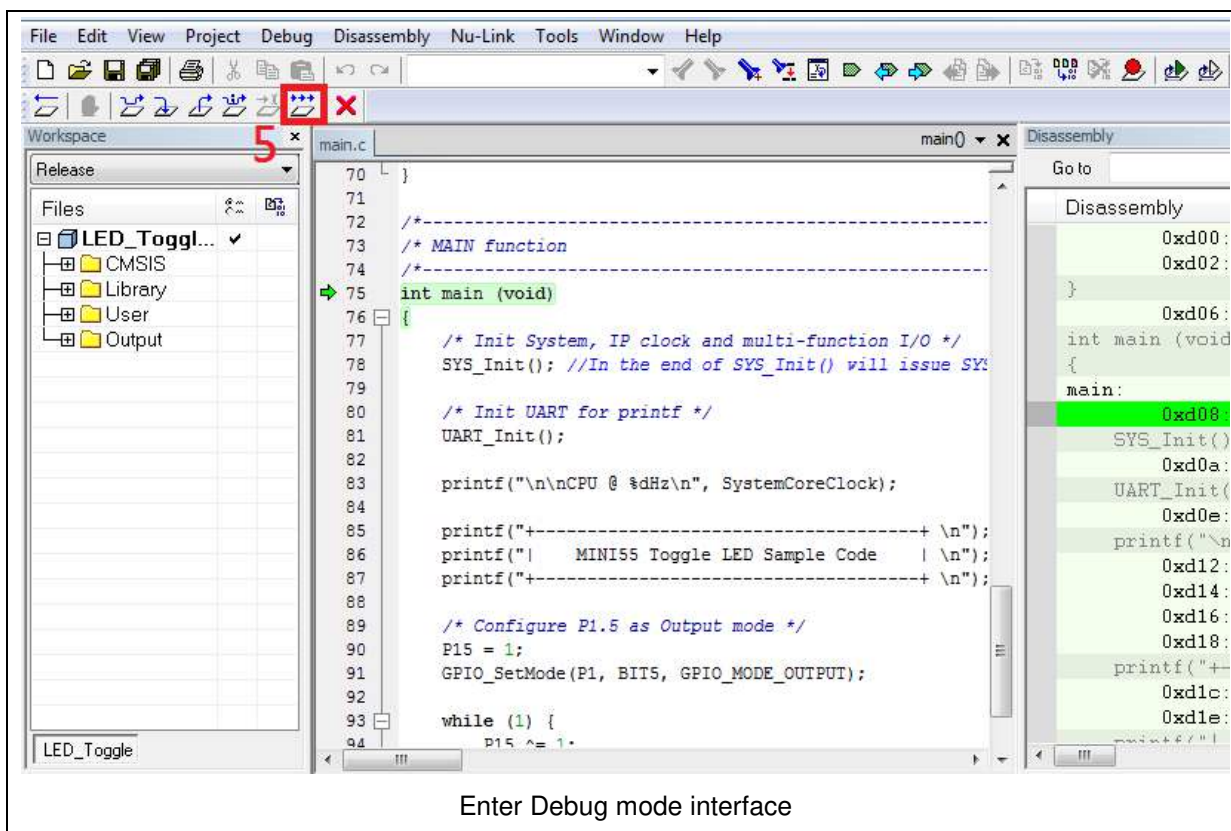 File Edit View Project Debug Disassembly Nu-Link Tools Window Help
Workspace
5
main.c
main()
Disassembly
Release
Go to
Files
Disassembly
LED_Toggl...
CMSIS
Library
User
Output
LED_Toggle
70 }
71
72 /*-------------------------------------------------------
73 /* MAIN function
74 /*-------------------------------------------------------
75 int main (void)
76 {
77 /* Init System, IP clock and multi-function I/O */
78 SYS_Init(); //In the end of SYS_Init() will issue SYS
79
80 /* Init UART for printf */
81 UART_Init();
82
83 printf("\n\nCPU @ %dHz\n", SystemCoreClock);
84
85 printf("+--------------------------------------+ \n");
86 printf("|    MINI55 Toggle LED Sample Code    | \n");
87 printf("+--------------------------------------+ \n");
88
89 /* Configure P1.5 as Output mode */
90 P15 = 1;
91 GPIO_SetMode(P1, BIT5, GPIO_MODE_OUTPUT);
92
93 while (1) {
94 P15 ^= 1;
0xd00:
0xd02:
}
0xd06:
int main (void
{
main:
0xd08:
SYS_Init()
0xd0a:
UART_Init(
0xd0e:
printf("\n
0xd12:
0xd14:
0xd16:
0xd18:
printf("+-
0xd1c:
0xd1e:
printf("|
Enter Debug mode interface